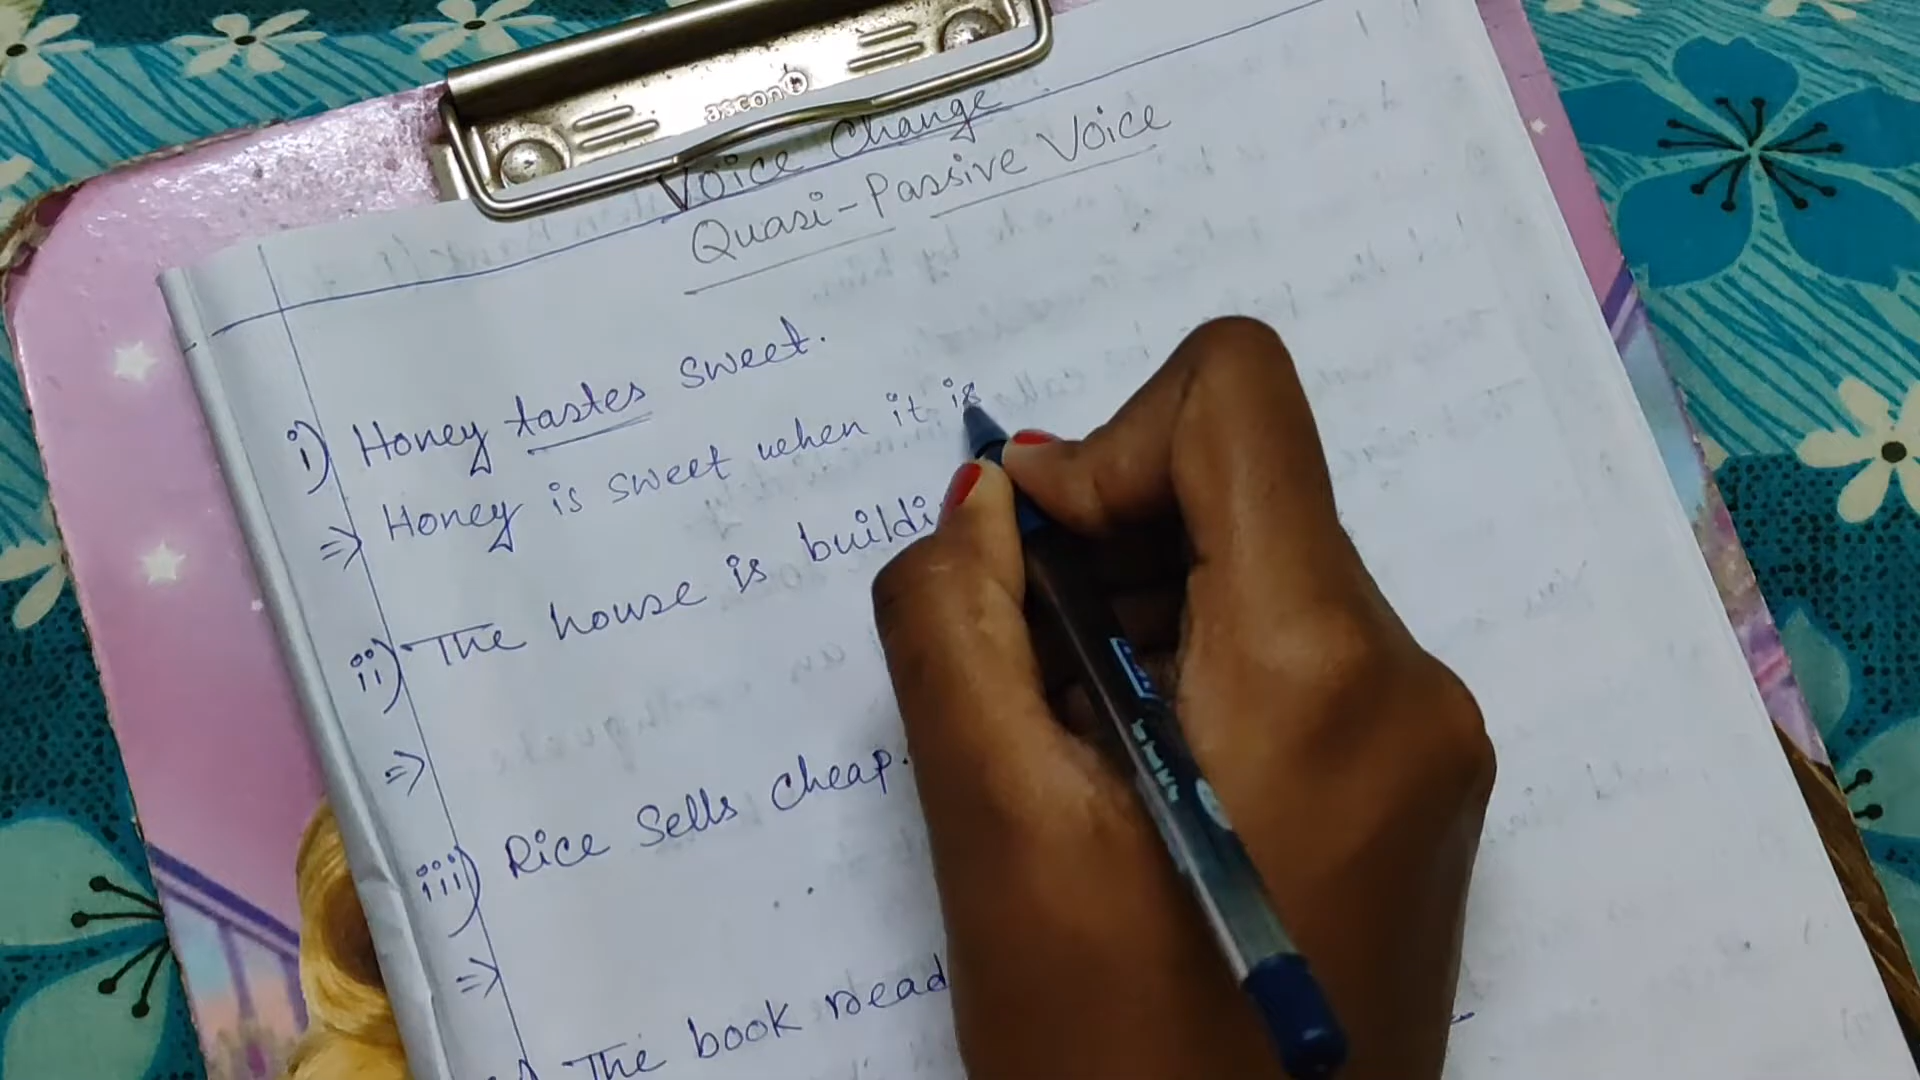 asconb
Voice Change
Quasi-Passive Voice
i) Honey tastes sweet.
=> Honey is sweet when it is
ii) The house is buildi
=>
iii) Rice Sells cheap.
=>
The book read